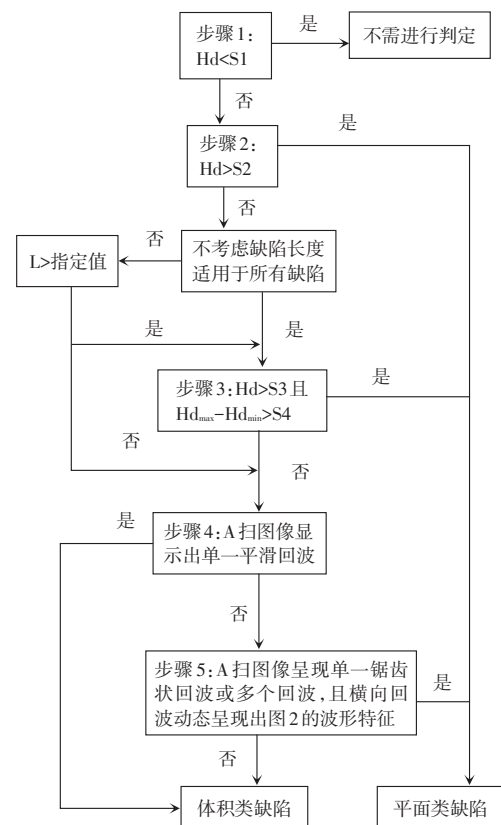 步骤1:
Hd<S1
是
不需进行判定
否
步骤2:
Hd>S2
是
否
否
不考虑缺陷长度
适用于所有缺陷
L>指定值
是
是
步骤3:Hd>S3且
Hdmax-Hdmin>S4
是
否
否
是
步骤4:A扫图像显
示出单一平滑回波
否
步骤5:A扫图像呈现单一锯齿
状回波或多个回波,且横向回
波动态呈现出图2的波形特征
是
否
体积类缺陷
平面类缺陷